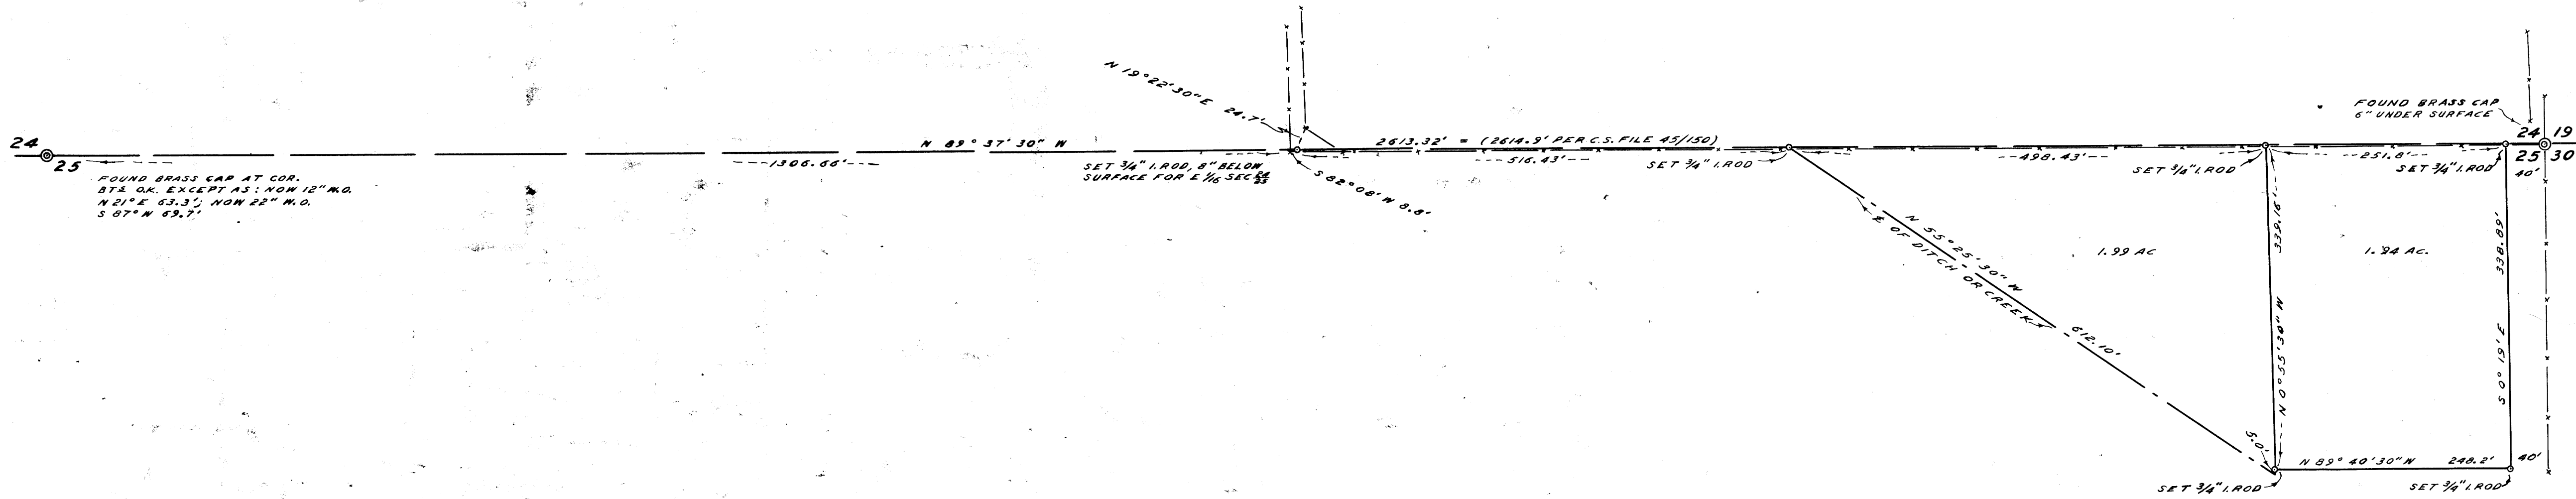 24
25
FOUND BRASS CAP AT COR.
BTS O.K. EXCEPT AS: NOW 12" W.O.
N 21° E 63.3'; NOW 22" W.O.
S 87° W 69.7'
N 89° 37' 30" W
1306.66'
N 19° 22' 30" E 24.7'
SET 3/4" I. ROD, 8" BELOW
SURFACE FOR E 1/16 SEC 24/25
S 82° 08' W 8.8'
2613.32' = (2614.9' PER C.S. FILE 45/150)
516.43'
SET 3/4" I. ROD
498.43'
SET 3/4" I. ROD
251.8'
SET 3/4" I. ROD
FOUND BRASS CAP
6" UNDER SURFACE
24 19
25 30
40'
N 55° 25' 30" W
612.10'
℄ OF DITCH OR CREEK
1.99 AC
339.16'
N 0° 55' 30" W
1.94 AC.
338.89'
S 0° 19' E
5.0'
N 89° 40' 30" W 248.2'
40'
SET 3/4" I. ROD
SET 3/4" I. ROD